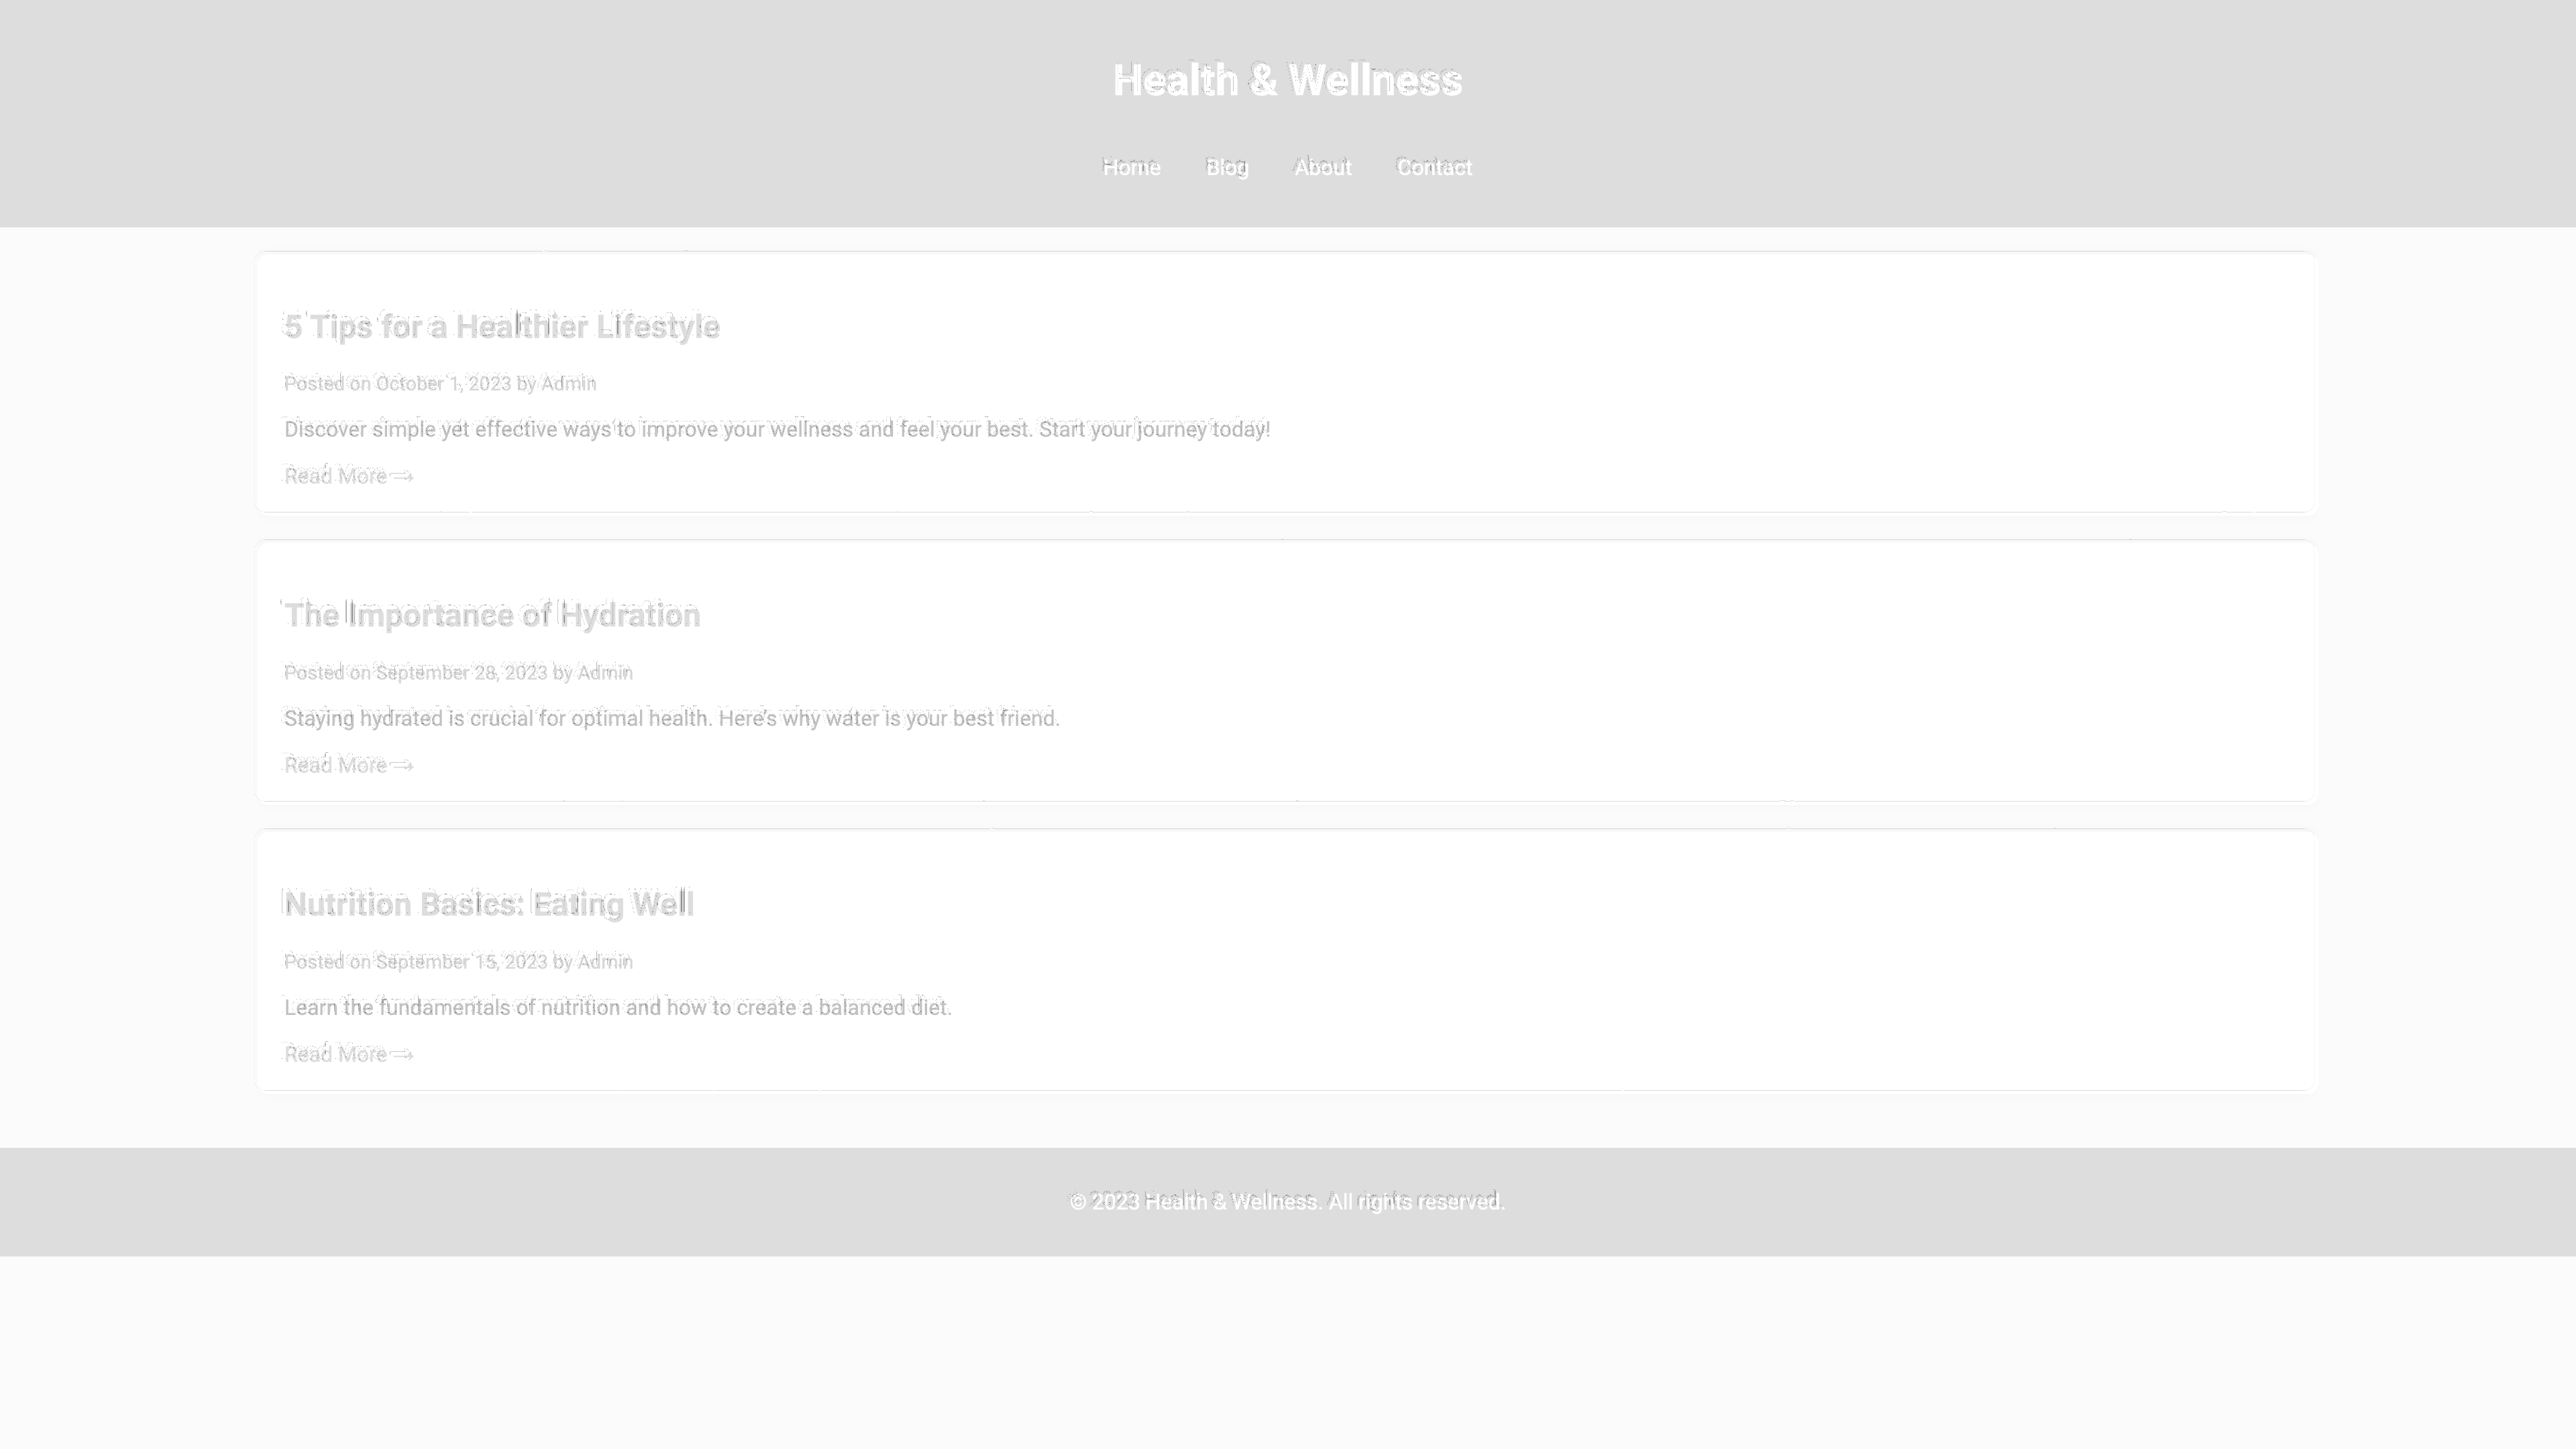 Health & Wellness
Home Blog About Contact
5 Tips for a Healthier Lifestyle
Posted on October 1, 2023 by Admin
Discover simple yet effective ways to improve your wellness and feel your best. Start your journey today!
Read More →
The Importance of Hydration
Posted on September 28, 2023 by Admin
Staying hydrated is crucial for optimal health. Here’s why water is your best friend.
Read More →
Nutrition Basics: Eating Well
Posted on September 15, 2023 by Admin
Learn the fundamentals of nutrition and how to create a balanced diet.
Read More →
© 2023 Health & Wellness. All rights reserved.